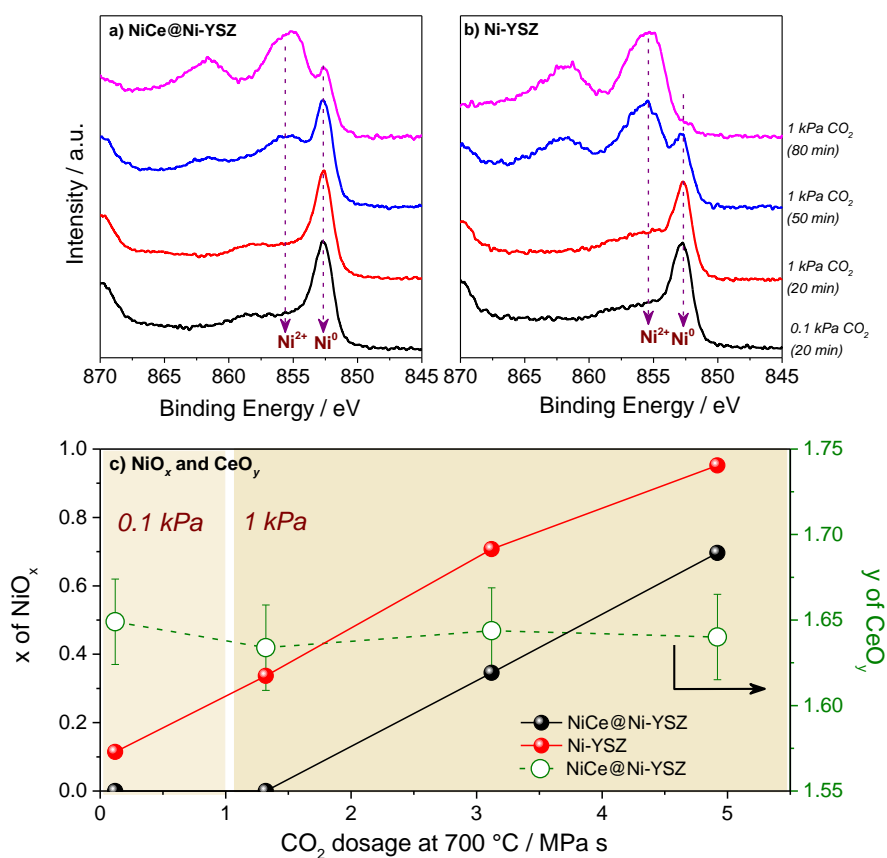 a) NiCe@Ni-YSZ
b) Ni-YSZ
Intensity / a.u.
1 kPa CO₂
(80 min)
1 kPa CO₂
(50 min)
1 kPa CO₂
(20 min)
0.1 kPa CO₂
(20 min)
Ni²⁺ Ni⁰
Ni²⁺ Ni⁰
870 865 860 855 850 845
870 865 860 855 850 845
Binding Energy / eV
Binding Energy / eV
c) NiOₓ and CeO_y
0.1 kPa
1 kPa
1.0
0.8
0.6
0.4
0.2
0.0
x of NiOₓ
1.75
1.70
1.65
1.60
1.55
y of CeO_y
NiCe@Ni-YSZ
Ni-YSZ
NiCe@Ni-YSZ
0 1 2 3 4 5
CO₂ dosage at 700 °C / MPa s